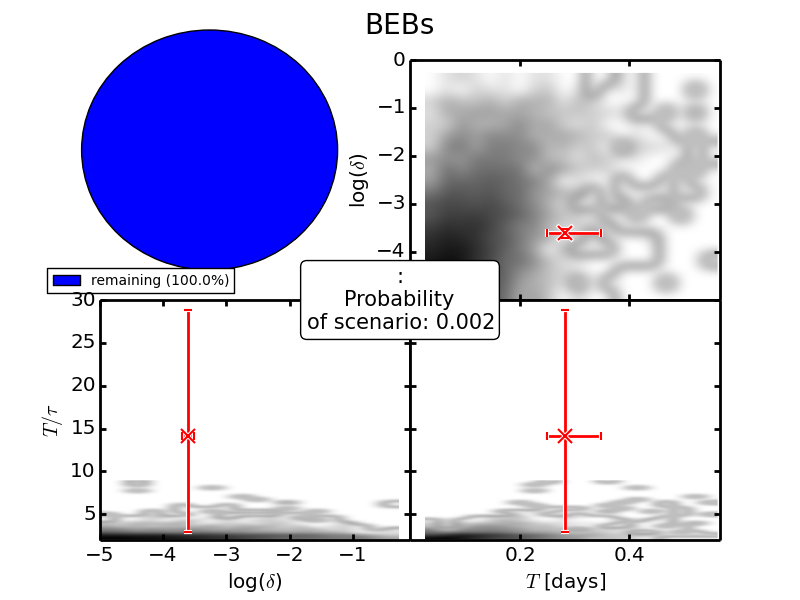 BEBs
0
−1
−2
−3
−4
log(δ)
remaining (100.0%)
:
Probability
of scenario: 0.002
30
25
20
15
10
5
T/τ
−5 −4 −3 −2 −1
log(δ)
0.2 0.4
T [days]